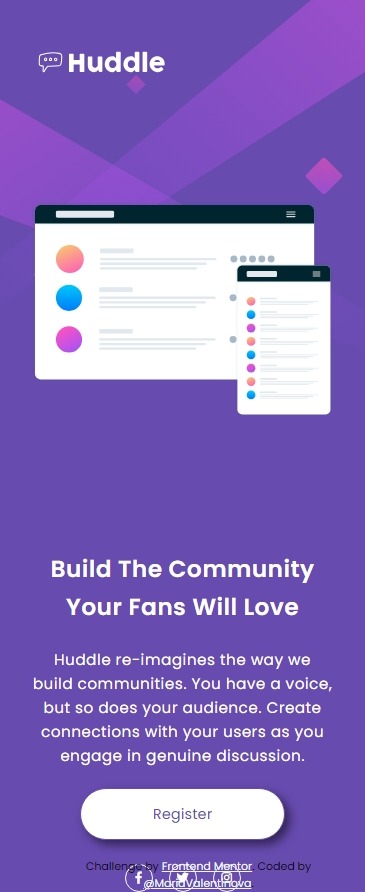 Huddle
Build The Community
Your Fans Will Love
Huddle re-imagines the way we
build communities. You have a voice,
but so does your audience. Create
connections with your users as you
engage in genuine discussion.
Register
Challenge by Frontend Mentor. Coded by
@MariaValentinova.